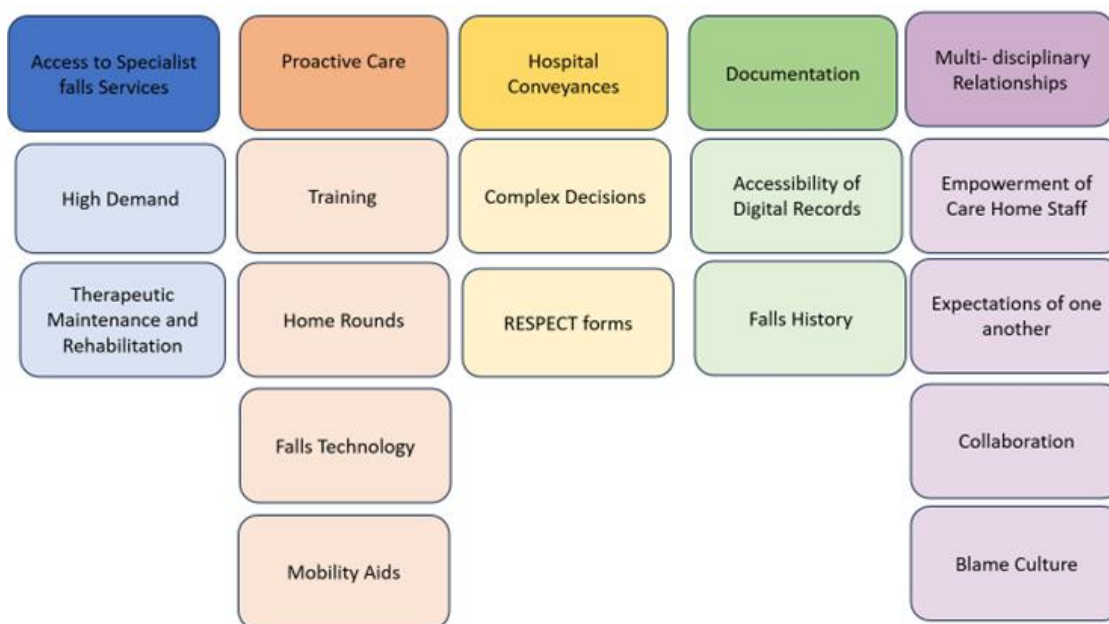 Access to Specialist
falls Services
Proactive Care
Hospital
Conveyances
Documentation
Multi- disciplinary
Relationships
High Demand
Training
Complex Decisions
Accessibility of
Digital Records
Empowerment of
Care Home Staff
Therapeutic
Maintenance and
Rehabilitation
Home Rounds
RESPECT forms
Falls History
Expectations of one
another
Falls Technology
Collaboration
Mobility Aids
Blame Culture